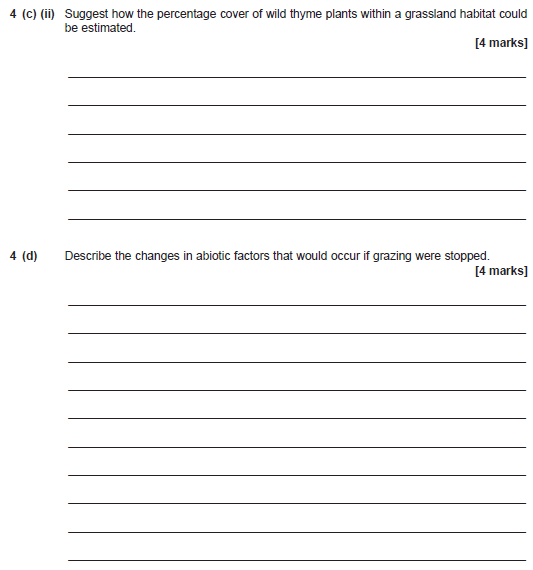 4 (c) (ii) Suggest how the percentage cover of wild thyme plants within a grassland habitat could
be estimated.
[4 marks]
4 (d) Describe the changes in abiotic factors that would occur if grazing were stopped.
[4 marks]